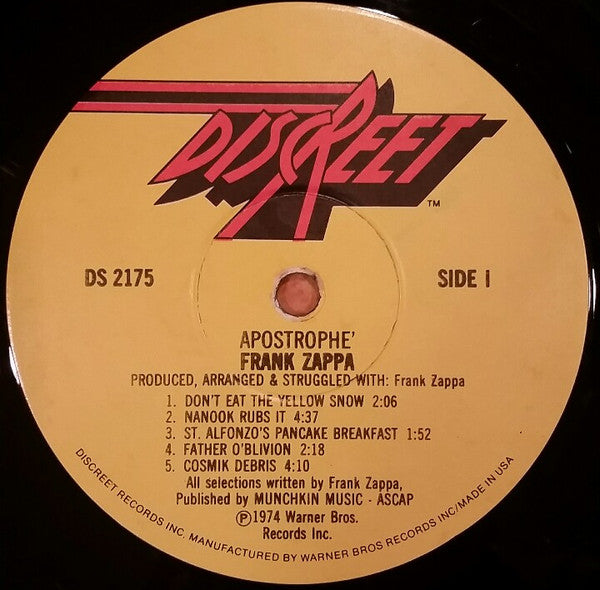 DISCREET
TM
DS 2175
SIDE I
APOSTROPHE'
FRANK ZAPPA
PRODUCED, ARRANGED & STRUGGLED WITH: Frank Zappa
1. DON'T EAT THE YELLOW SNOW 2:06
2. NANOOK RUBS IT 4:37
3. ST. ALFONZO'S PANCAKE BREAKFAST 1:52
4. FATHER O'BLIVION 2:18
5. COSMIK DEBRIS 4:10
All selections written by Frank Zappa,
Published by MUNCHKIN MUSIC - ASCAP
Ⓟ1974 Warner Bros.
Records Inc.
DISCREET RECORDS INC. MANUFACTURED BY WARNER BROS RECORDS INC/MADE IN USA